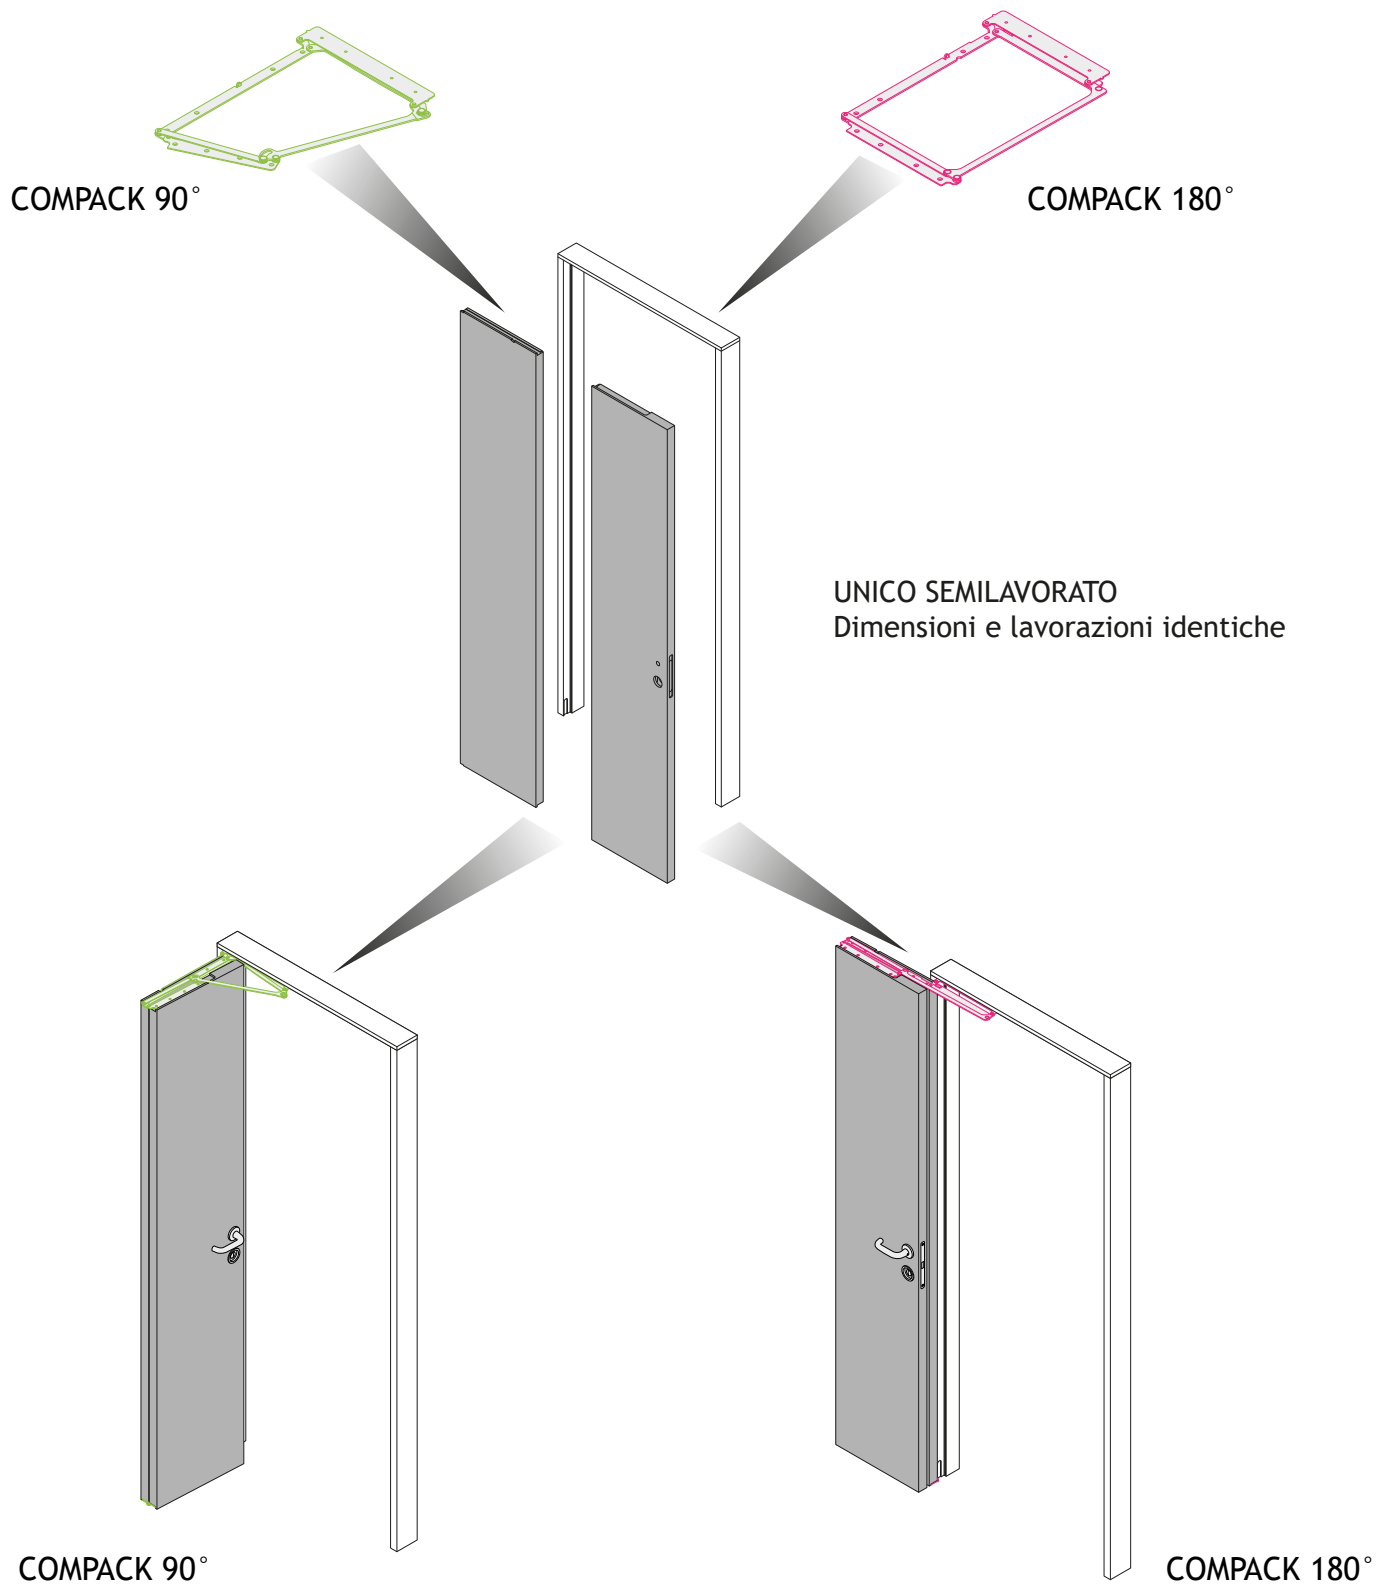 COMPACK 90°
COMPACK 180°
UNICO SEMILAVORATO
Dimensioni e lavorazioni identiche
COMPACK 90°
COMPACK 180°